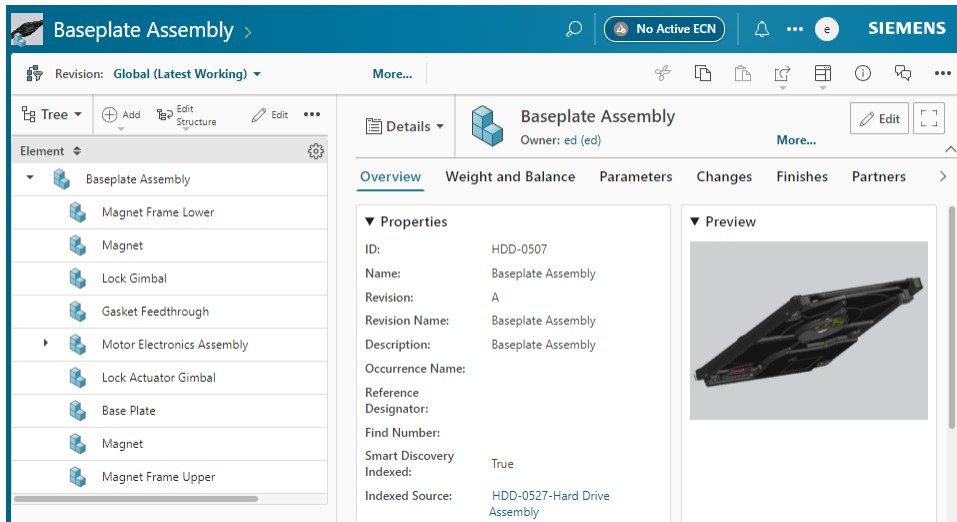 Baseplate Assembly
No Active ECN
e
SIEMENS
Revision: Global (Latest Working)
More...
Tree
Add
Edit
Structure
Edit
Details
Baseplate Assembly
Owner: ed (ed)
More...
Edit
Element
Baseplate Assembly
Magnet Frame Lower
Magnet
Lock Gimbal
Gasket Feedthrough
Motor Electronics Assembly
Lock Actuator Gimbal
Base Plate
Magnet
Magnet Frame Upper
Overview Weight and Balance Parameters Changes Finishes Partners
Properties
ID: HDD-0507
Name: Baseplate Assembly
Revision: A
Revision Name: Baseplate Assembly
Description: Baseplate Assembly
Occurrence Name:
Reference
Designator:
Find Number:
Smart Discovery
Indexed: True
Indexed Source: HDD-0527-Hard Drive
Assembly
Preview